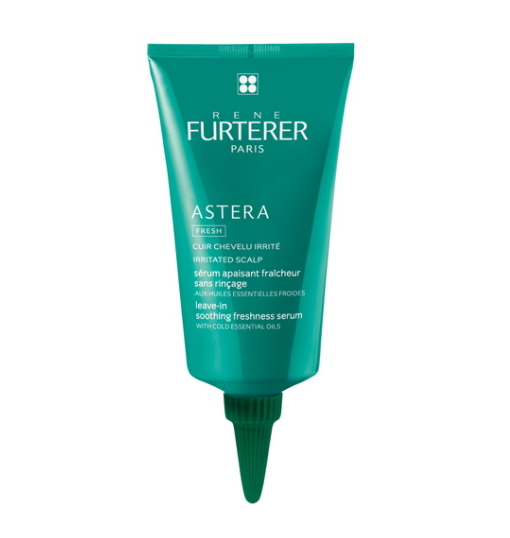 RENE
FURTERER
PARIS
ASTERA
FRESH
CUIR CHEVELU IRRITÉ
IRRITATED SCALP
sérum apaisant fraîcheur
sans rinçage
AUX HUILES ESSENTIELLES FROIDES
leave-in
soothing freshness serum
WITH COLD ESSENTIAL OILS